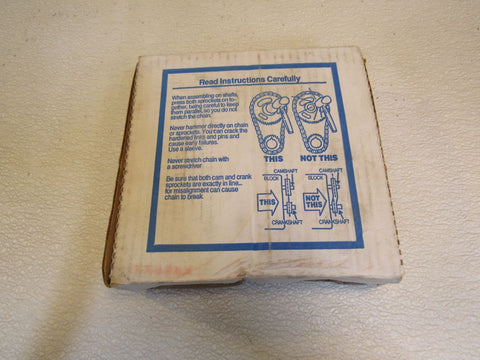 Read Instructions Carefully
When assembling on shafts,
press both sprockets on to-
gether, being careful to keep
them parallel, so you do not
stretch the chain.
Never hammer directly on chain
or sprockets. You can crack the
hardened links and pins and
cause early failures.
Use a sleeve.
Never stretch chain with
a screwdriver.
Be sure that both cam and crank
sprockets are exactly in line...
for misalignment can cause
chain to break.
THIS
NOT THIS
CAMSHAFT
BLOCK
THIS
CRANKSHAFT
CAMSHAFT
BLOCK
NOT
THIS
CRANKSHAFT